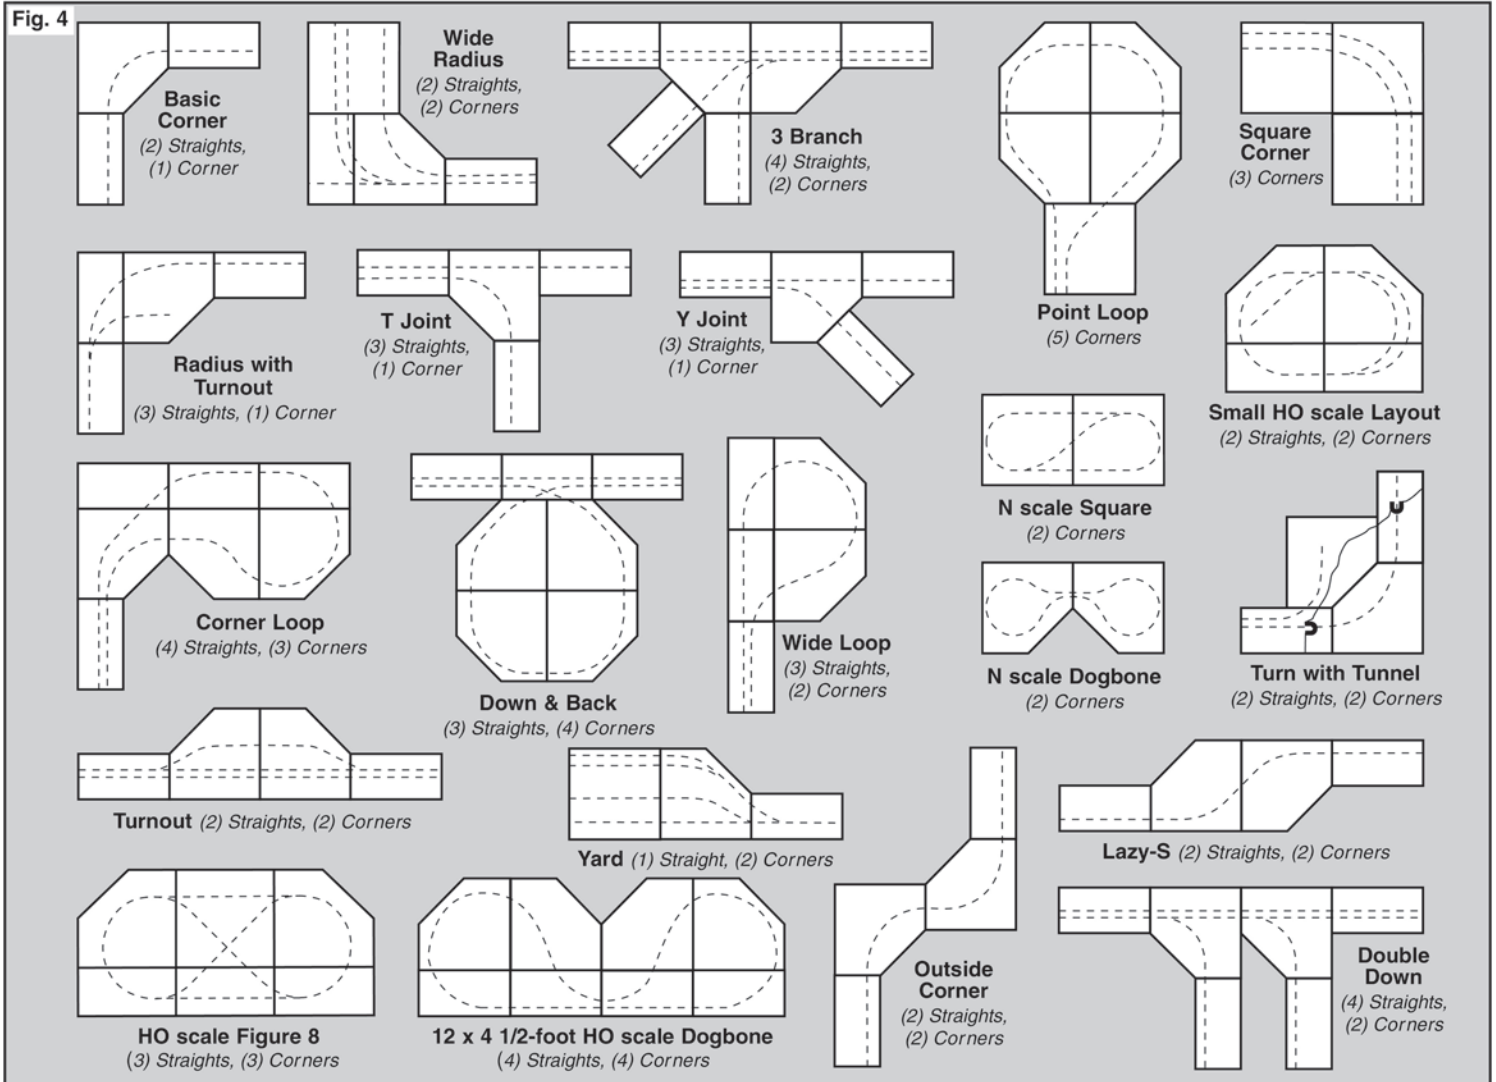 Fig. 4
Basic
Corner
(2) Straights,
(1) Corner
Wide
Radius
(2) Straights,
(2) Corners
3 Branch
(4) Straights,
(2) Corners
Point Loop
(5) Corners
Square
Corner
(3) Corners
Radius with
Turnout
(3) Straights, (1) Corner
T Joint
(3) Straights,
(1) Corner
Y Joint
(3) Straights,
(1) Corner
Small HO scale Layout
(2) Straights, (2) Corners
N scale Square
(2) Corners
Corner Loop
(4) Straights, (3) Corners
Down & Back
(3) Straights, (4) Corners
Wide Loop
(3) Straights,
(2) Corners
N scale Dogbone
(2) Corners
Turn with Tunnel
(2) Straights, (2) Corners
Turnout (2) Straights, (2) Corners
Yard (1) Straight, (2) Corners
Lazy-S (2) Straights, (2) Corners
HO scale Figure 8
(3) Straights, (3) Corners
12 x 4 1/2-foot HO scale Dogbone
(4) Straights, (4) Corners
Outside
Corner
(2) Straights,
(2) Corners
Double
Down
(4) Straights,
(2) Corners